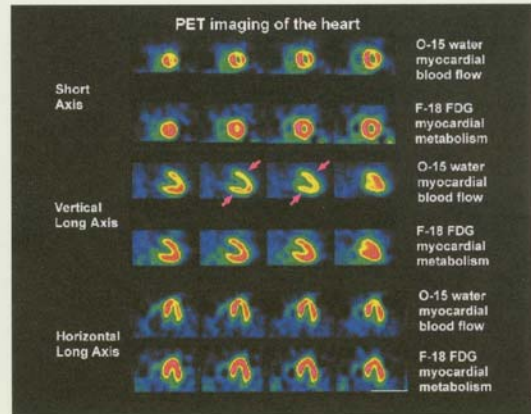 PET imaging of the heart
Short
Axis
O-15 water
myocardial
blood flow
F-18 FDG
myocardial
metabolism
Vertical
Long Axis
O-15 water
myocardial
blood flow
F-18 FDG
myocardial
metabolism
Horizontal
Long Axis
O-15 water
myocardial
blood flow
F-18 FDG
myocardial
metabolism